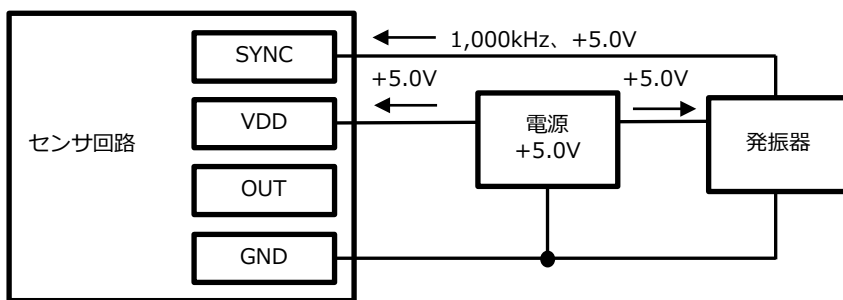 SYNC
1,000kHz、+5.0V
+5.0V
+5.0V
VDD
電源
+5.0V
発振器
センサ回路
OUT
GND